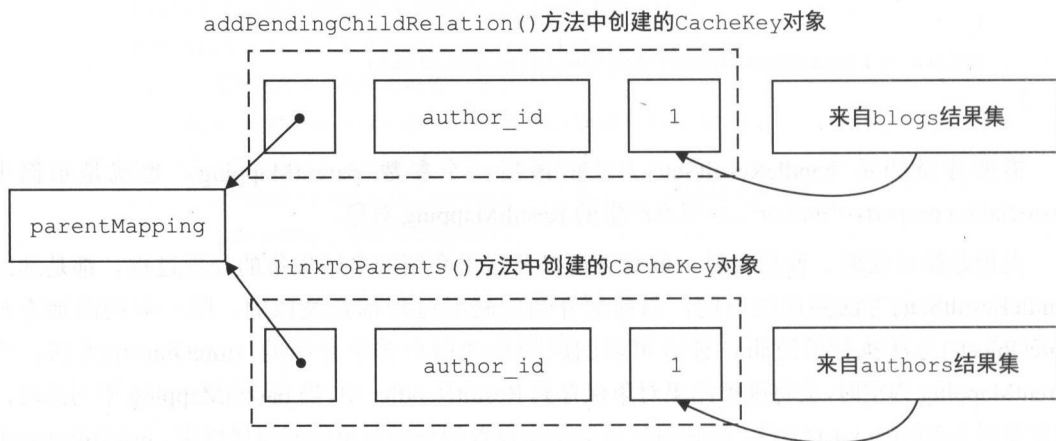 addPendingChildRelation()方法中创建的CacheKey对象
author_id
1
来自blogs结果集
parentMapping
linkToParents()方法中创建的CacheKey对象
author_id
1
来自authors结果集